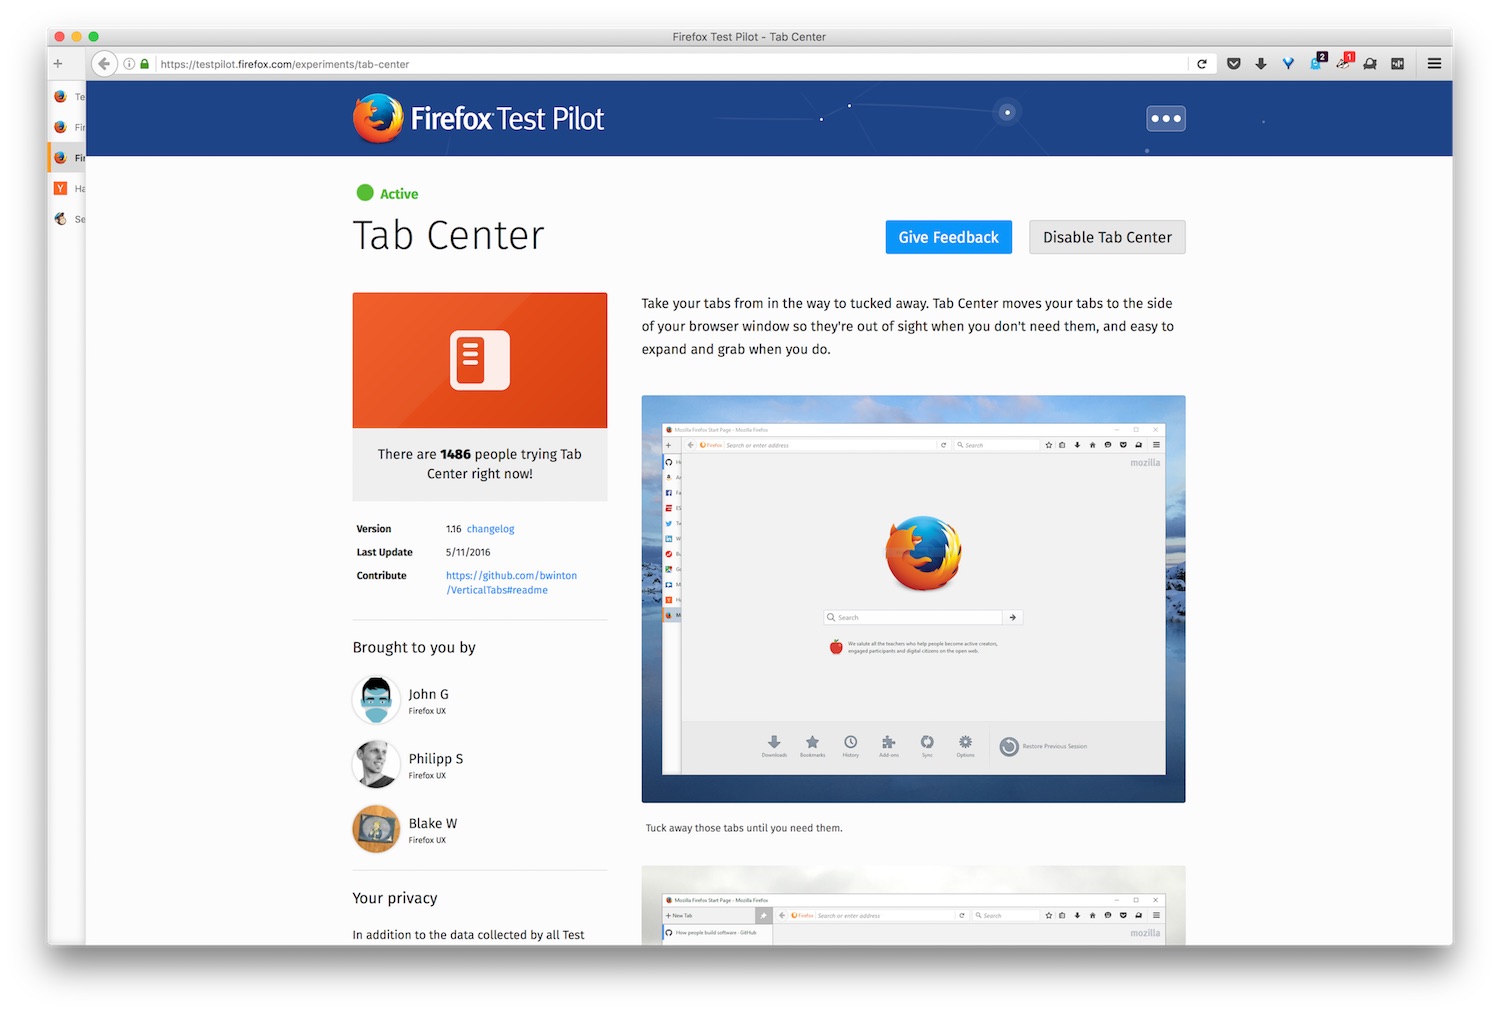 Firefox Test Pilot - Tab Center
https://testpilot.firefox.com/experiments/tab-center
2
1
Te
Fir
Fir
Y Ha
Se
Firefox Test Pilot
Active
Tab Center
Give Feedback
Disable Tab Center
There are 1486 people trying Tab
Center right now!
Version 1.16 changelog
Last Update 5/11/2016
Contribute https://github.com/bwinton
/VerticalTabs#readme
Brought to you by
John G
Firefox UX
Philipp S
Firefox UX
Blake W
Firefox UX
Your privacy
In addition to the data collected by all Test
Take your tabs from in the way to tucked away. Tab Center moves your tabs to the side
of your browser window so they're out of sight when you don't need them, and easy to
expand and grab when you do.
Mozilla Firefox Start Page - Mozilla Firefox
Firefox Search or enter address
Search
mozilla
Search
We salute all the teachers who help people become active creators,
engaged participants and digital citizens on the open web.
Downloads Bookmarks History Add-ons Sync Options Restore Previous Session
Tuck away those tabs until you need them.
Mozilla Firefox Start Page - Mozilla Firefox
+ New Tab
Firefox Search or enter address
Search
How people build software · GitHub
mozilla